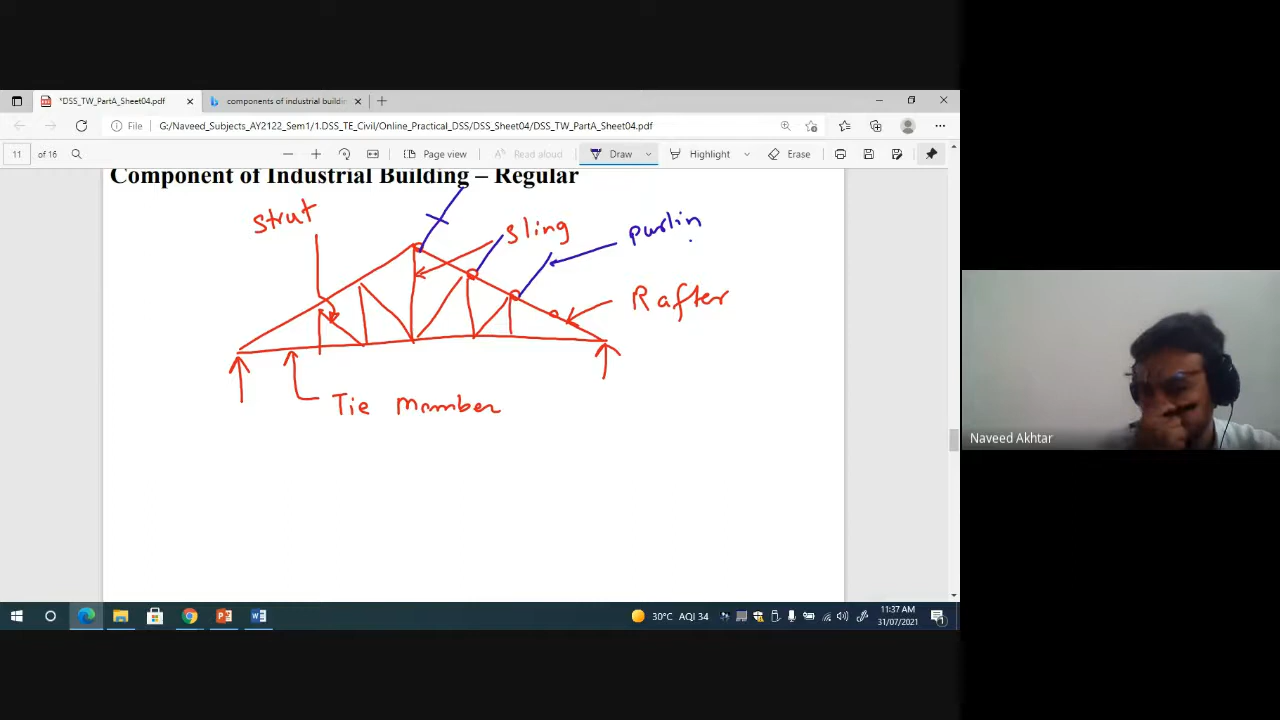 *DSS_TW_PartA_Sheet04.pdf
components of industrial buildin
File
G:/Naveed_Subjects_AY2122_Sem1/1.DSS_TE_Civil/Online_Practical_DSS/DSS_Sheet04/DSS_TW_PartA_Sheet04.pdf
11 of 16
Page view
Read aloud
Draw
Highlight
Erase
Component of Industrial Building – Regular
strut
sling
purlin
Rafter
Tie Member
Naveed Akhtar
30°C AQI 34
11:37 AM
31/07/2021
1